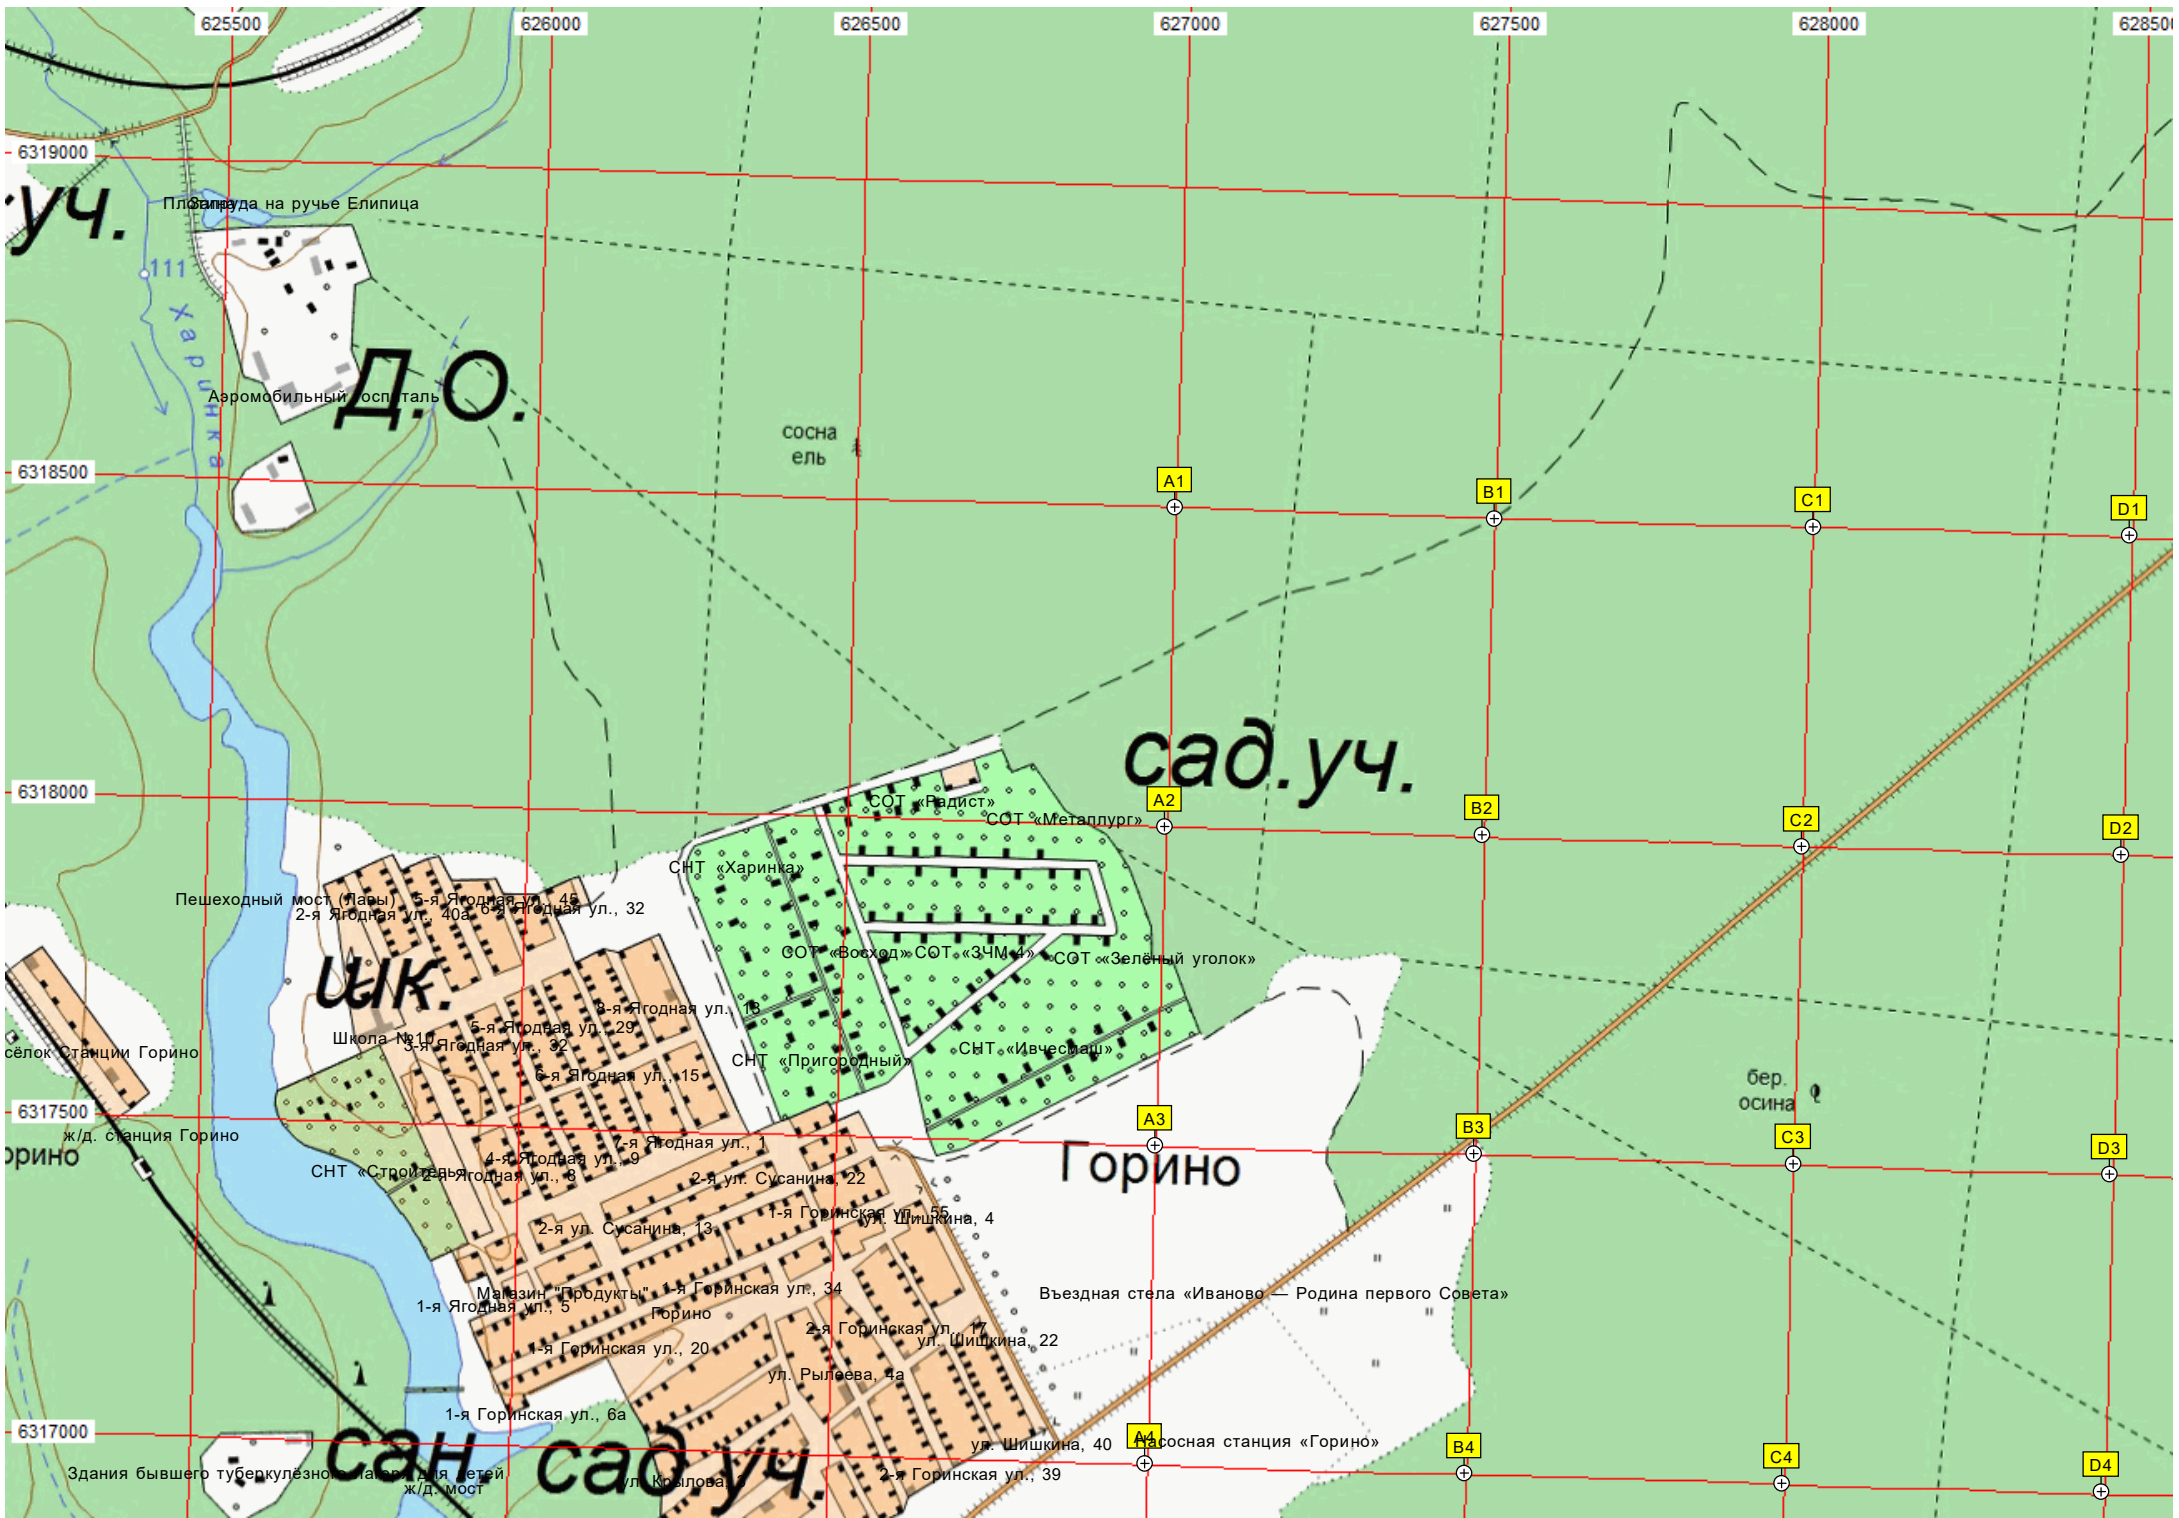 625500 626000 626500 627000 627500 628000 62850
6319000
уч.
Плотина
Запруда на ручье Елипица
111
Харинка
Д.О.
Аэромобильный госпиталь
сосна
ель
6318500
A1
B1
C1
D1
сад.уч.
6318000
СОТ «Радист»
A2
B2
C2
D2
СОТ «Металлург»
СНТ «Харинка»
Пешеходный мост (Лавы)
5-я Ягодная ул., 45
2-я Ягодная ул., 40а
6-я Ягодная ул., 32
СОТ «Восход»
СОТ «ЗЧМ-4»
СОТ «Зелёный уголок»
шк.
8-я Ягодная ул., 13
5-я Ягодная ул., 29
Школа №10
3-я Ягодная ул., 32
сёлок Станции Горино
СНТ «Ивчесмаш»
СНТ «Пригородный»
6-я Ягодная ул., 15
бер.
осина
6317500
A3
B3
C3
D3
ж/д. станция Горино
орино
7-я Ягодная ул., 1
4-я Ягодная ул., 9
Горино
СНТ «Строитель»
2-я Ягодная ул., 8
2-я ул. Сусанина, 22
1-я Горинская ул., 55
ул. Шишкина, 4
2-я ул. Сусанина, 13
Магазин "Продукты"
1-я Горинская ул., 34
Въездная стела «Иваново — Родина первого Совета»
1-я Ягодная ул., 5
Горино
2-я Горинская ул., 17
ул. Шишкина, 22
1-я Горинская ул., 20
ул. Рылеева, 4а
1-я Горинская ул., 6а
6317000
A4
B4
C4
D4
ул. Шишкина, 40
Насосная станция «Горино»
сан.
сад.уч.
Здания бывшего туберкулёзного лагеря для детей
ж/д. мост
ул. Крылова, 3
2-я Горинская ул., 39